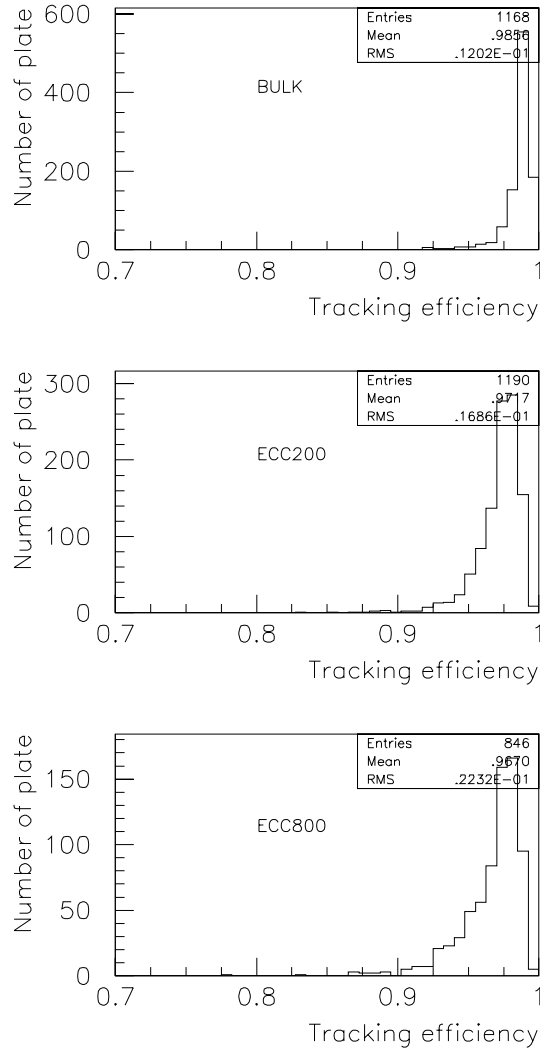 Number of plate
600
400
200
0
Entries 1168
Mean .9856
RMS .1202E-01
BULK
0.7 0.8 0.9 1
Tracking efficiency
Number of plate
300
200
100
0
Entries 1190
Mean .9717
RMS .1686E-01
ECC200
0.7 0.8 0.9 1
Tracking efficiency
Number of plate
150
100
50
0
Entries 846
Mean .9670
RMS .2232E-01
ECC800
0.7 0.8 0.9 1
Tracking efficiency